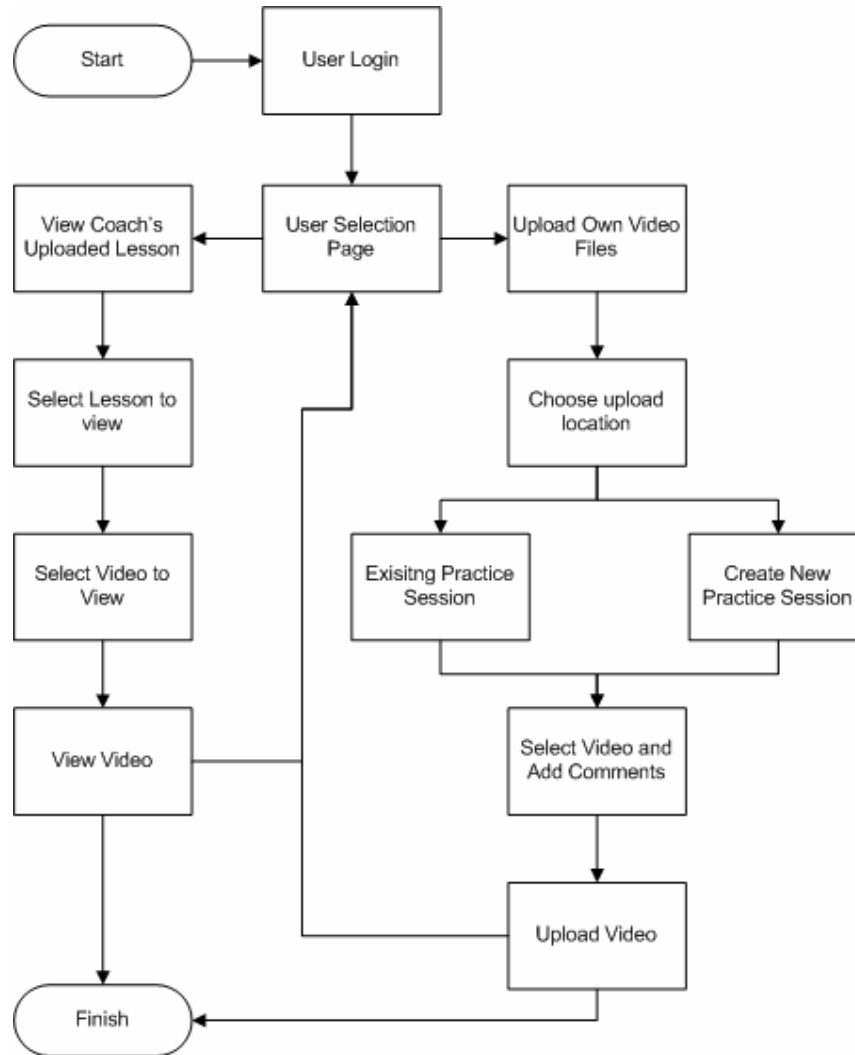 Start
User Login
View Coach's
Uploaded Lesson
User Selection
Page
Upload Own Video
Files
Select Lesson to
view
Choose upload
location
Select Video to
View
Exisitng Practice
Session
Create New
Practice Session
View Video
Select Video and
Add Comments
Upload Video
Finish